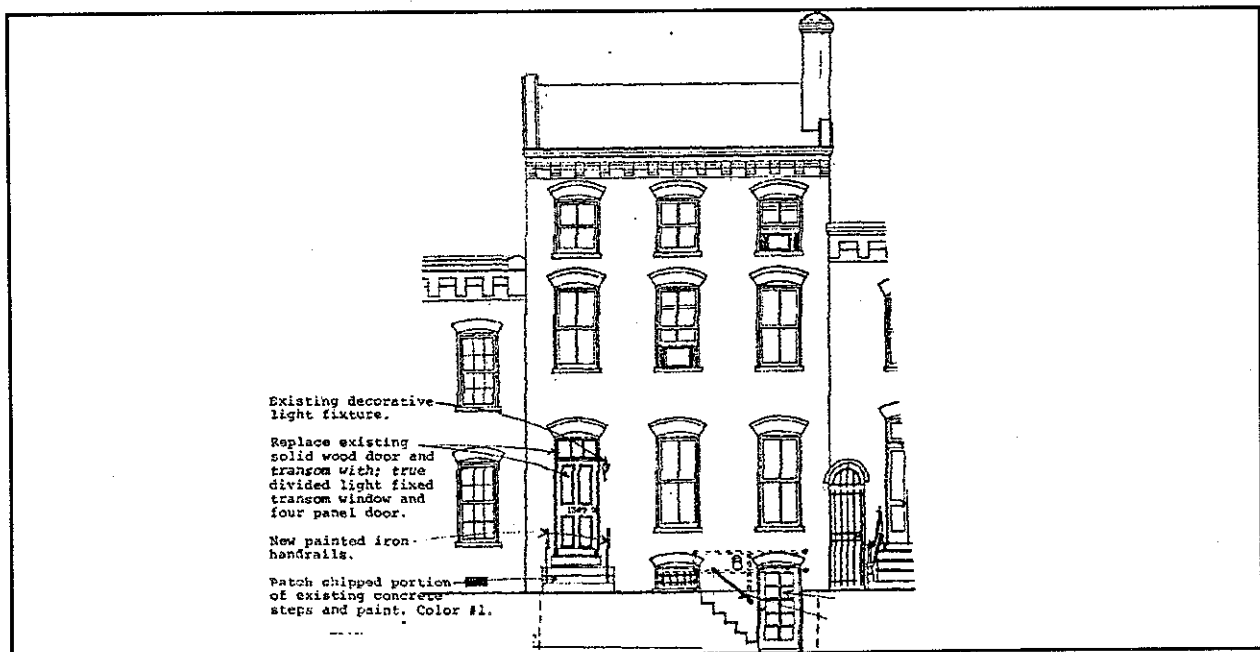 Existing decorative
light fixture.
Replace existing
solid wood door and
transom with; true
divided light fixed
transom window and
four panel door.
New painted iron
handrails.
Patch chipped portion
of existing concrete
steps and paint. Color #1.
8